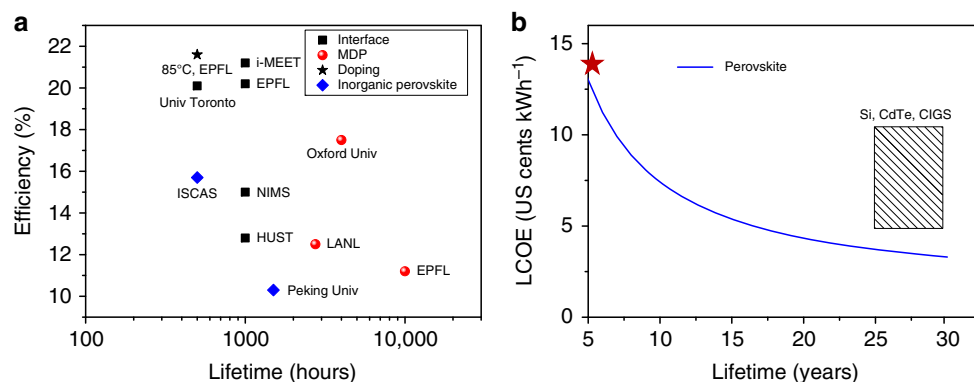 a
Efficiency (%)
22
20
18
16
14
12
10
100
1000
10,000
Lifetime (hours)
Interface
MDP
Doping
Inorganic perovskite
85°C, EPFL
i-MEET
EPFL
Univ Toronto
Oxford Univ
ISCAS
NIMS
HUST
LANL
EPFL
Peking Univ
b
LCOE (US cents kWh⁻¹)
15
10
5
0
5
10
15
20
25
30
Lifetime (years)
Perovskite
Si, CdTe, CIGS